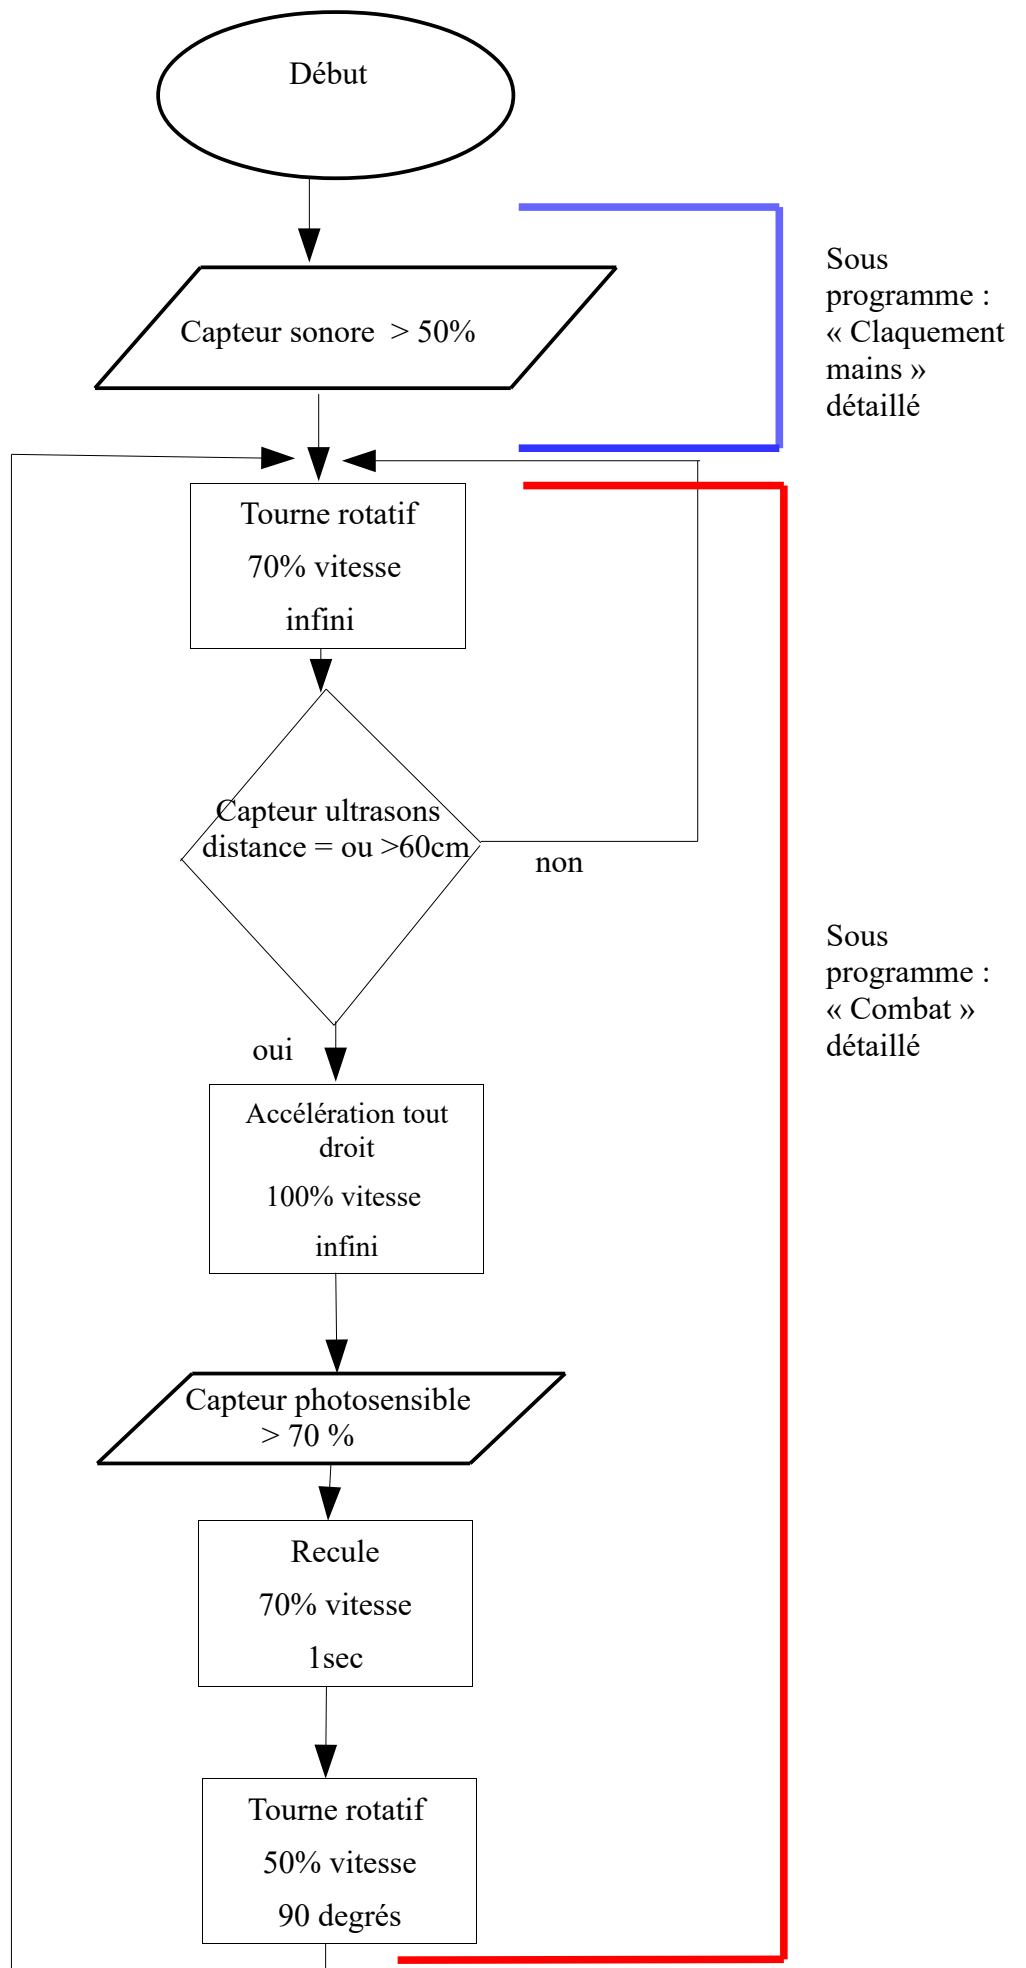 Début
Sous
programme :
« Claquement
mains »
détaillé
Capteur sonore > 50%
Tourne rotatif
70% vitesse
infini
Capteur ultrasons
distance = ou >60cm
non
Sous
programme :
« Combat »
détaillé
oui
Accélération tout
droit
100% vitesse
infini
Capteur photosensible
> 70 %
Recule
70% vitesse
1sec
Tourne rotatif
50% vitesse
90 degrés